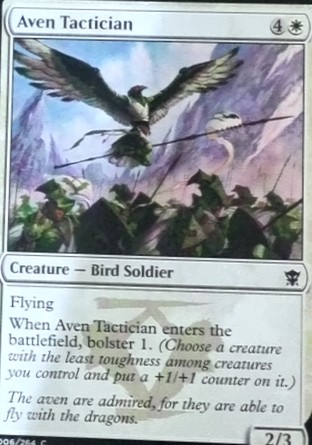 Aven Tactician 4
Creature — Bird Soldier
Flying
When Aven Tactician enters the
battlefield, bolster 1. (Choose a creature
with the least toughness among creatures
you control and put a +1/+1 counter on it.)
The aven are admired, for they are able to
fly with the dragons.
006/264 C
2/3